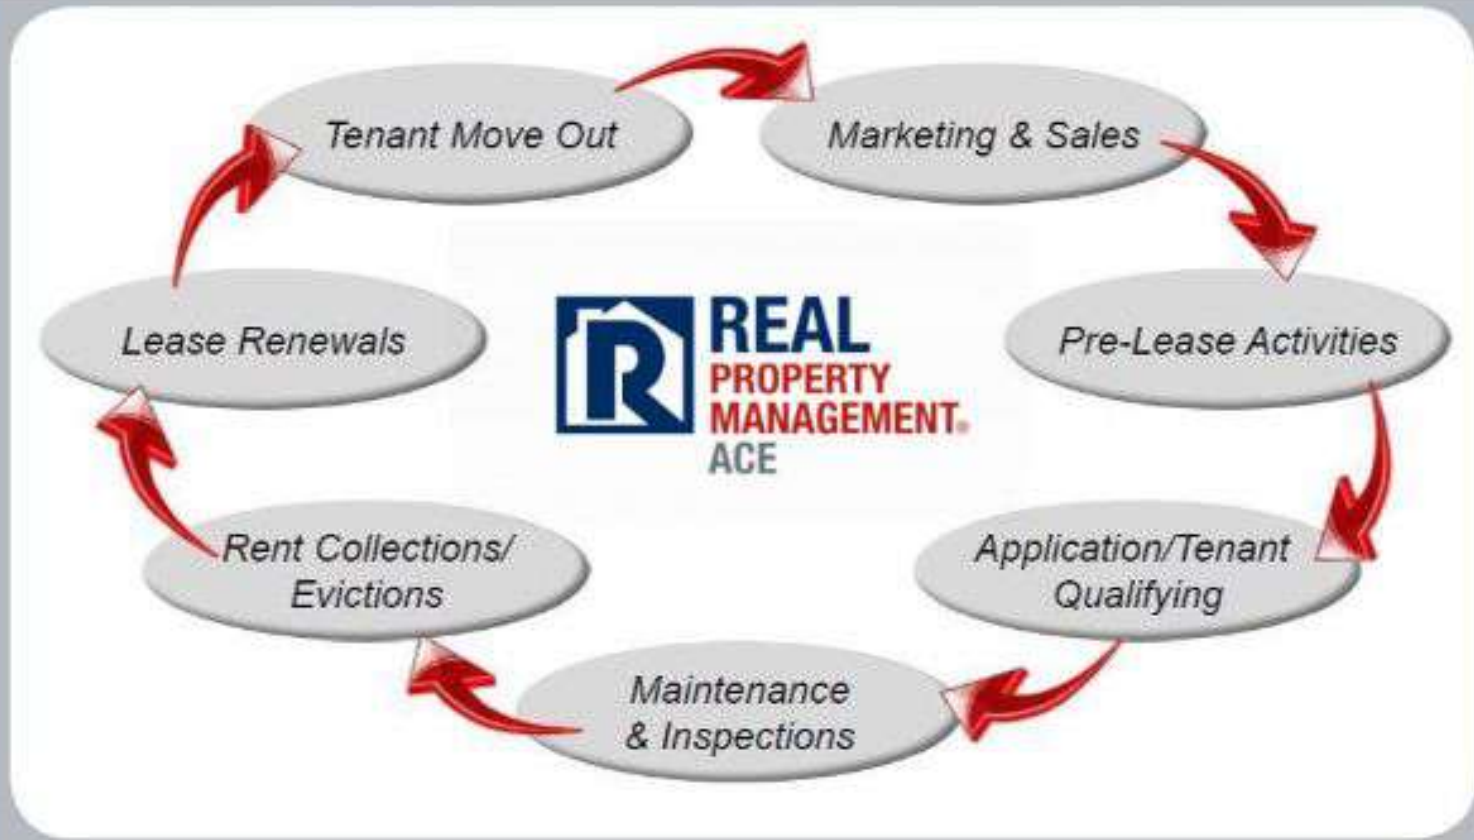 Tenant Move Out
Marketing & Sales
Pre-Lease Activities
Application/Tenant
Qualifying
Maintenance
& Inspections
Rent Collections/
Evictions
Lease Renewals
R
REAL
PROPERTY
MANAGEMENT®
ACE